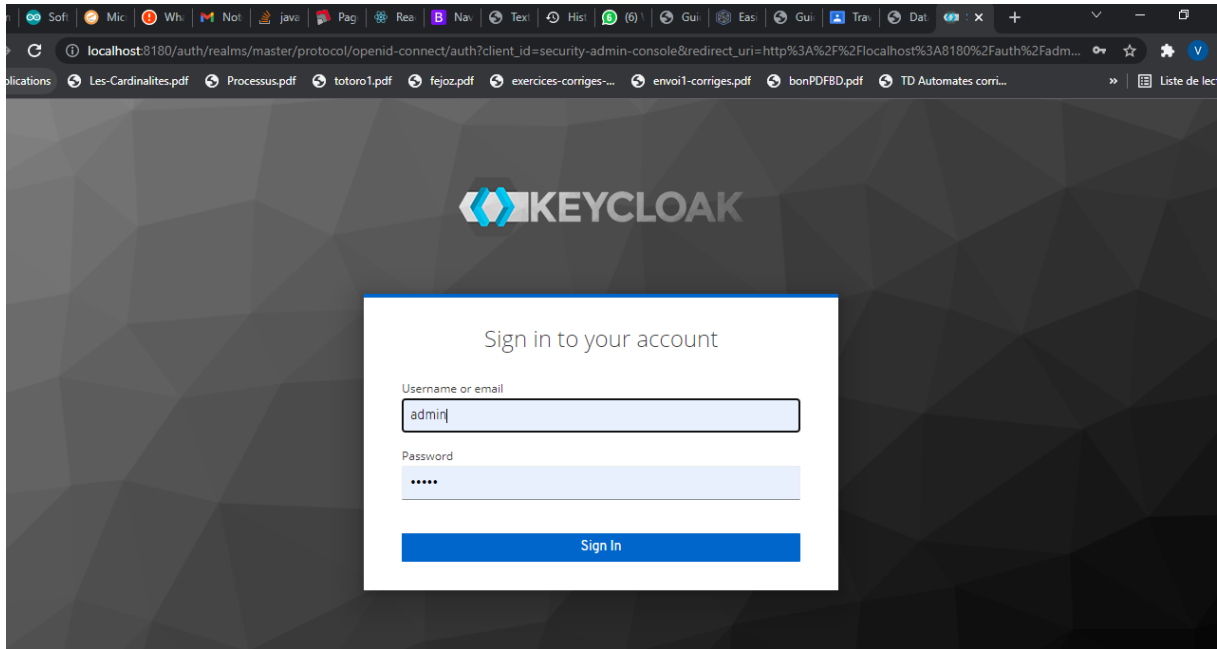 Soft Mic Wh Not java Pag Rea B Nav Text Hist 6 (6) Gui Eas Gui Trav Dat
localhost:8180/auth/realms/master/protocol/openid-connect/auth?client_id=security-admin-console&redirect_uri=http%3A%2F%2Flocalhost%3A8180%2Fauth%2Fadm... V
plications Les-Cardinalites.pdf Processus.pdf totoro1.pdf fejoz.pdf exercices-corriges-... envoi1-corriges.pdf bonPDFBD.pdf TD Automates corri... » Liste de lec
KEYCLOAK
Sign in to your account
Username or email
admin
Password
•••••
Sign In